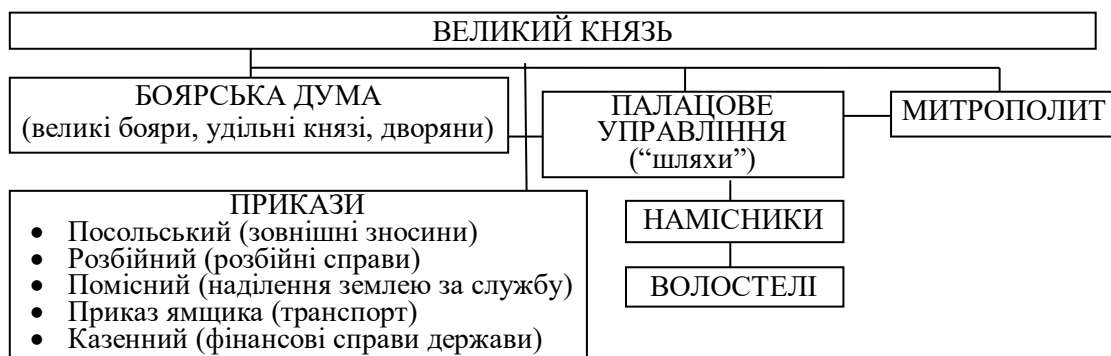 ВЕЛИКИЙ КНЯЗЬ
БОЯРСЬКА ДУМА
(великі бояри, удільні князі, дворяни)
ПАЛАЦОВЕ
УПРАВЛІННЯ
(“шляхи”)
МИТРОПОЛИТ
ПРИКАЗИ
• Посольський (зовнішні зносини)
• Розбійний (розбійні справи)
• Помісний (наділення землею за службу)
• Приказ ямщика (транспорт)
• Казенний (фінансові справи держави)
НАМІСНИКИ
ВОЛОСТЕЛІ